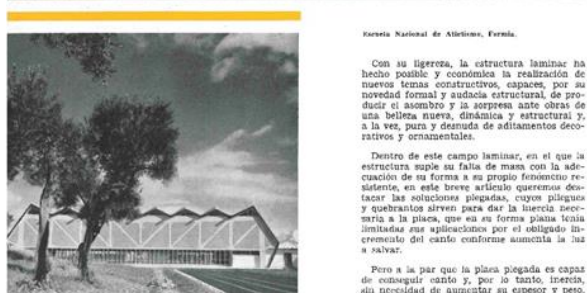 Escuela Nacional de Atletismo, Formia.
Con su ligereza, la estructura laminar ha
hecho posible y económica la realización de
nuevos temas constructivos, capaces, por su
novedad formal y audacia estructural, de pro-
ducir el asombro y la sorpresa ante obras de
una belleza nueva, dinámica y estructural y,
a la vez, pura y desnuda de aditamentos deco-
rativos y ornamentales.
Dentro de este campo laminar, en el que la
estructura suple su falta de masa con la ade-
cuación de su forma a su propio fenómeno re-
sistente, en este breve artículo queremos des-
tacar las soluciones plegadas, cuyos pliegues
y quebrantos sirven para dar la inercia nece-
saria a la placa, que en su forma plana tenía
limitadas sus aplicaciones por el obligado in-
cremento del canto conforme aumenta la luz
a salvar.
Pero a la par que la placa plegada es capaz
de conseguir canto y, por lo tanto, inercia,
sin necesidad de aumentar su espesor y peso,